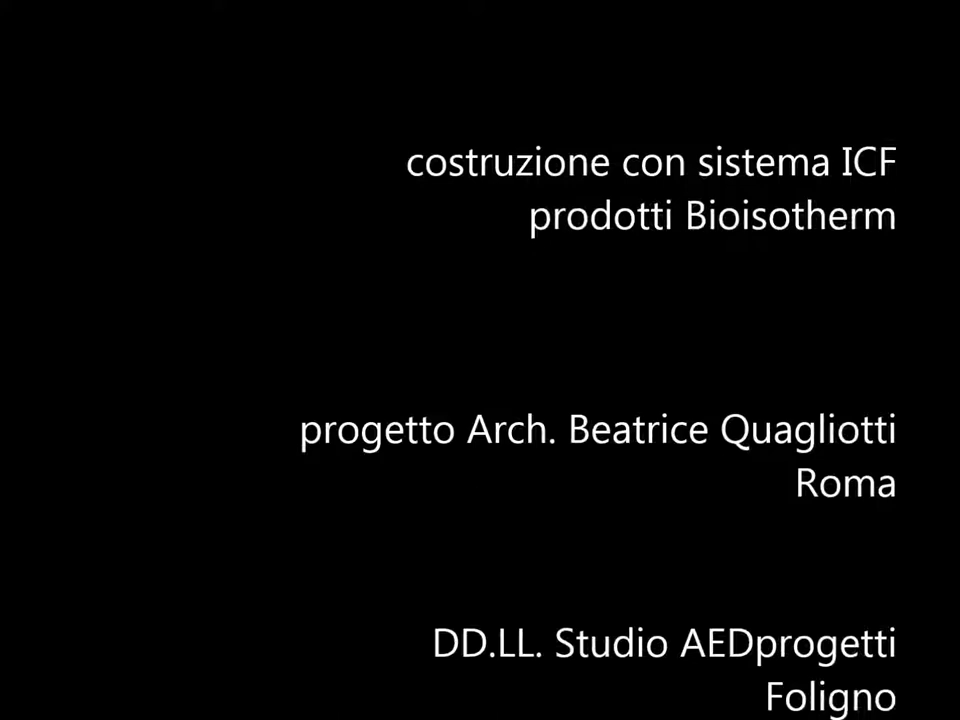 costruzione con sistema ICF
prodotti Bioisotherm
progetto Arch. Beatrice Quagliotti
Roma
DD.LL. Studio AEDprogetti
Foligno